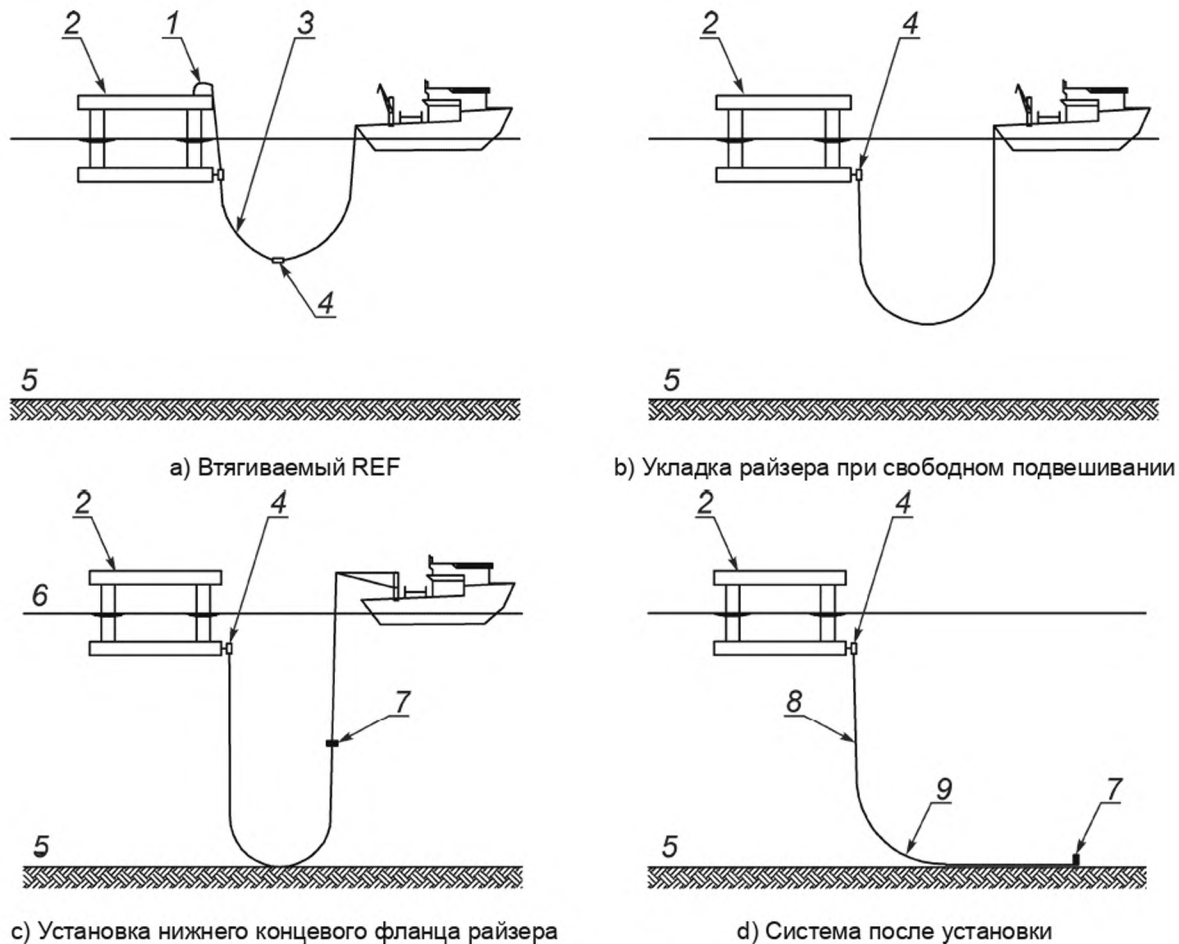 2 1 3
4
5
a) Втягиваемый REF
2 4
5
b) Укладка райзера при свободном подвешивании
2 4
6
7
5
c) Установка нижнего концевого фланца райзера
2 4
8
9 7
5
d) Система после установки